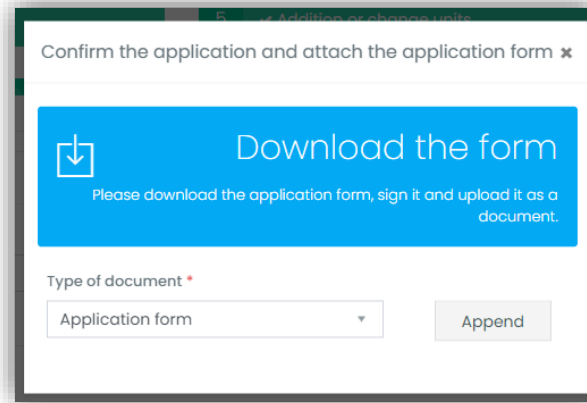 5 ✔ Addition or change units
Confirm the application and attach the application form ×
Download the form
Please download the application form, sign it and upload it as a
document.
Type of document *
Application form
Append